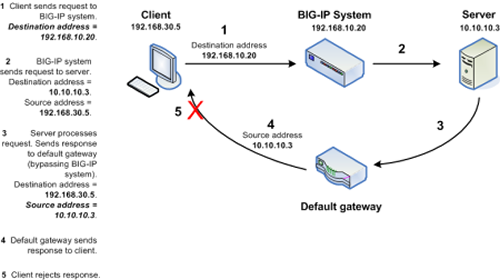 1 Client sends request to
BIG-IP system.
Destination address =
192.168.10.20.
2 BIG-IP system
sends request to server.
Destination address =
10.10.10.3.
Source address =
192.168.30.5.
3 Server processes
request. Sends response
to default gateway
(bypassing BIG-IP
system).
Destination address =
192.168.30.5.
Source address =
10.10.10.3.
4 Default gateway sends
response to client.
5 Client rejects response.
Client
192.168.30.5
1
Destination address
192.168.10.20
BIG-IP System
192.168.10.20
2
Server
10.10.10.3
3
4
Source address
10.10.10.3
5
Default gateway